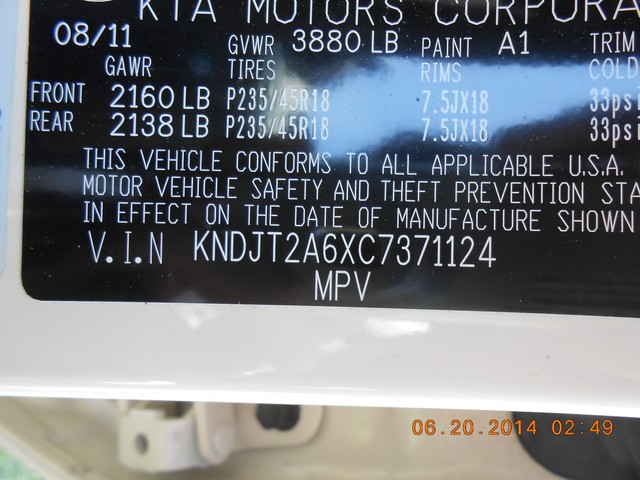 KIA MOTORS CORPORA
08/11 GVWR 3880 LB PAINT A1 TRIM
GAWR TIRES RIMS COLD
FRONT 2160 LB P235/45R18 7.5JX18 33psi
REAR 2138 LB P235/45R18 7.5JX18 33psi
THIS VEHICLE CONFORMS TO ALL APPLICABLE U.S.A.
MOTOR VEHICLE SAFETY AND THEFT PREVENTION STA
IN EFFECT ON THE DATE OF MANUFACTURE SHOWN
V.I.N KNDJT2A6XC7371124
MPV
06.20.2014 02:49